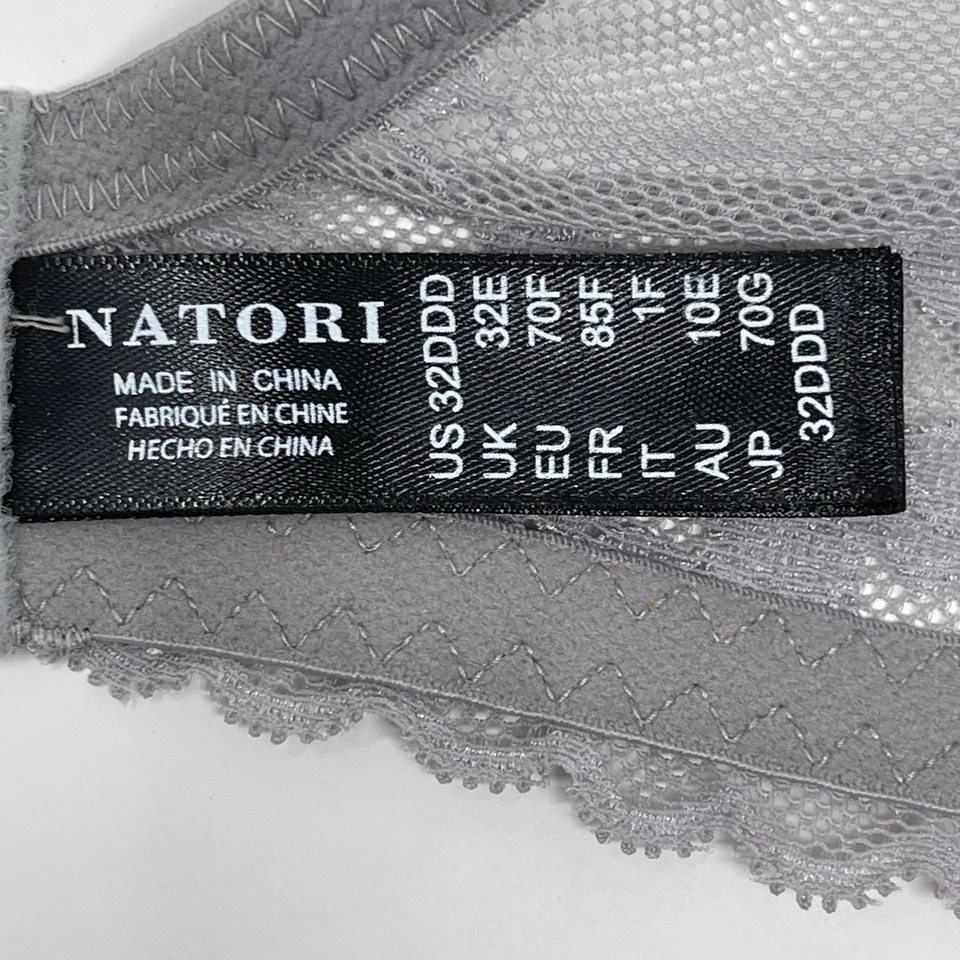 NATORI
MADE IN CHINA
FABRIQUÉ EN CHINE
HECHO EN CHINA
US 32DDD
UK 32E
EU 70F
FR 85F
IT 1F
AU 10E
JP 70G
32DDD